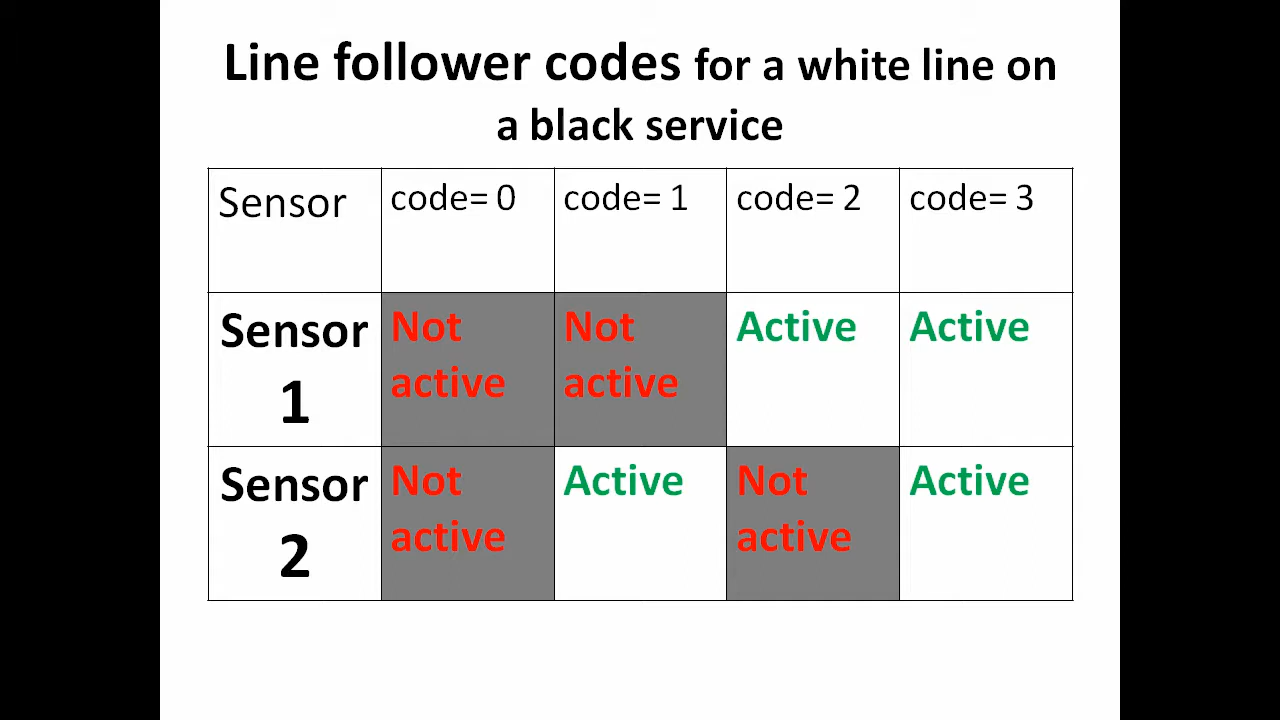 Line follower codes for a white line on
a black service
Sensor code= 0 code= 1 code= 2 code= 3
Sensor 1 Not active Not active Active Active
Sensor 2 Not active Active Not active Active